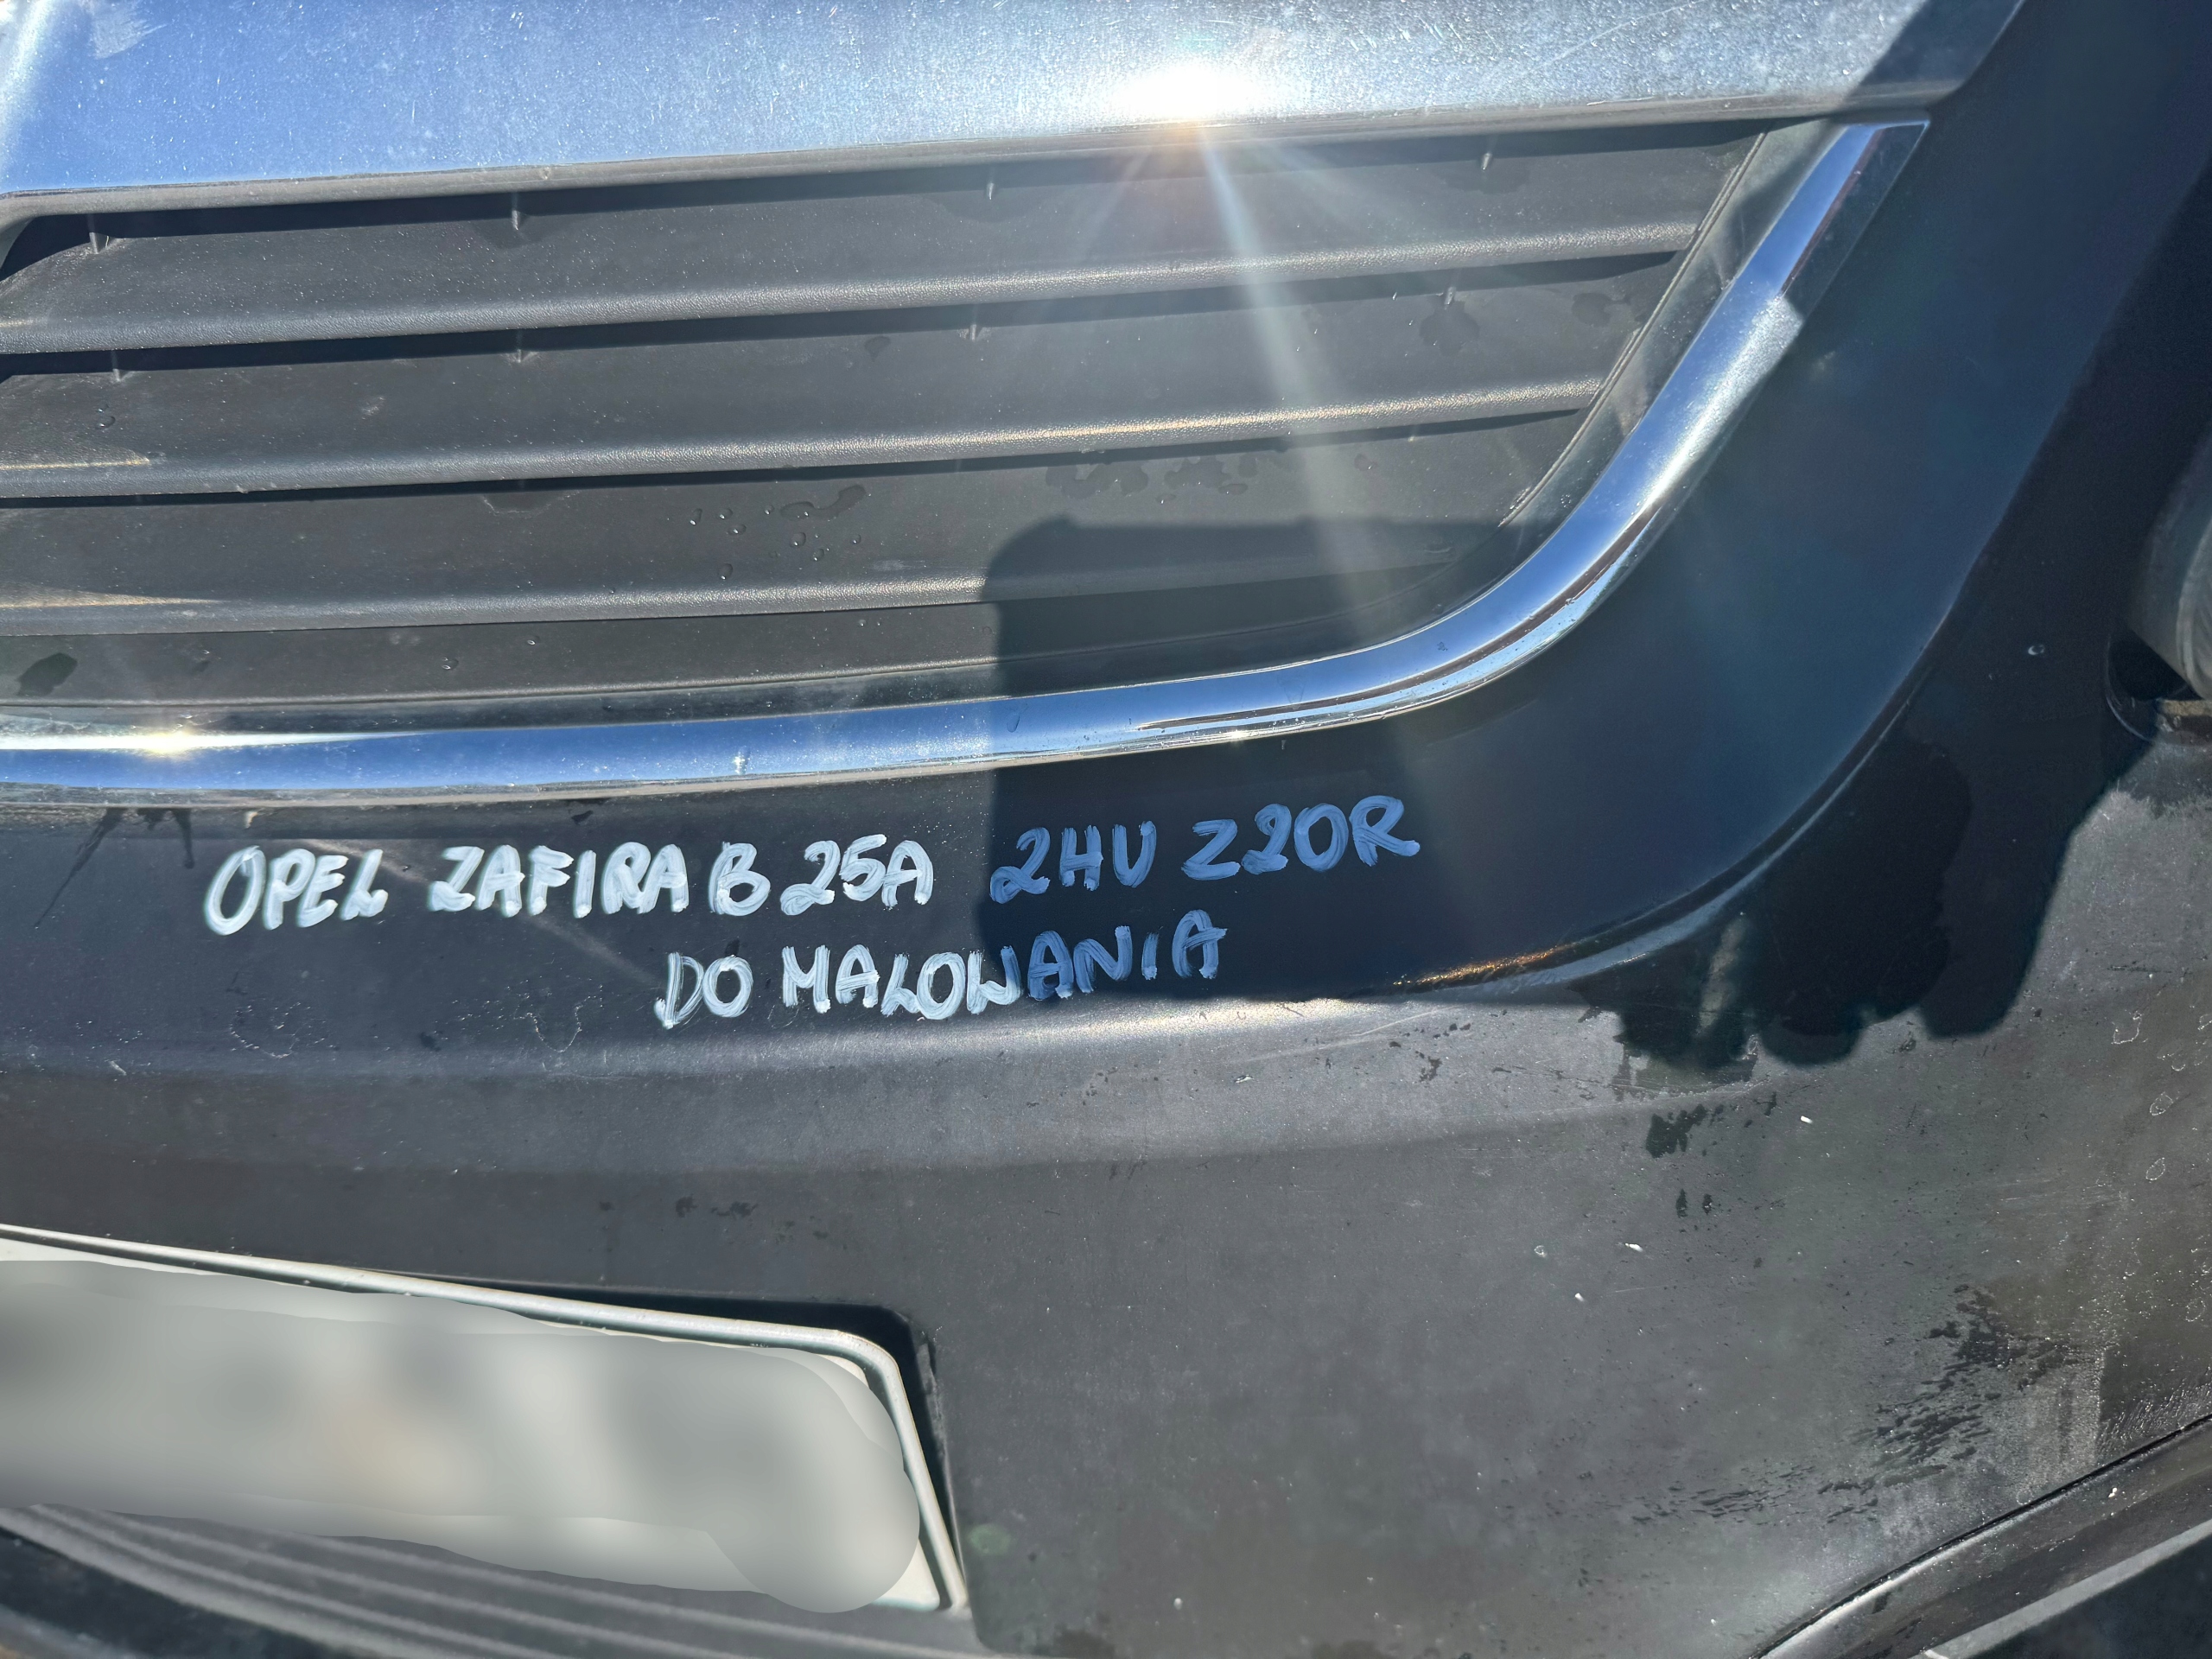 OPEL ZAFIRA B 25A 2HU Z20R
DO MALOWANIA